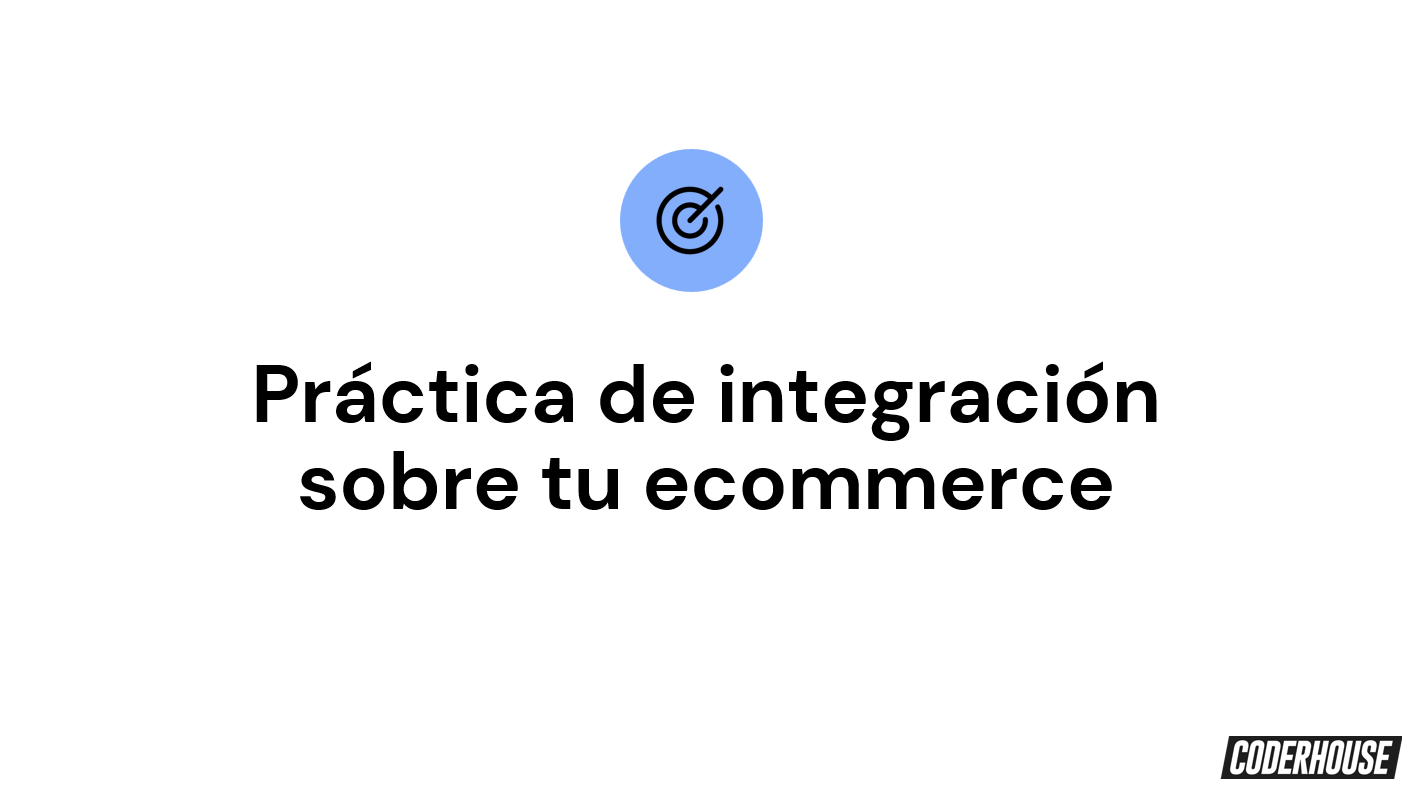 Práctica de integración
sobre tu ecommerce
CODERHOUSE